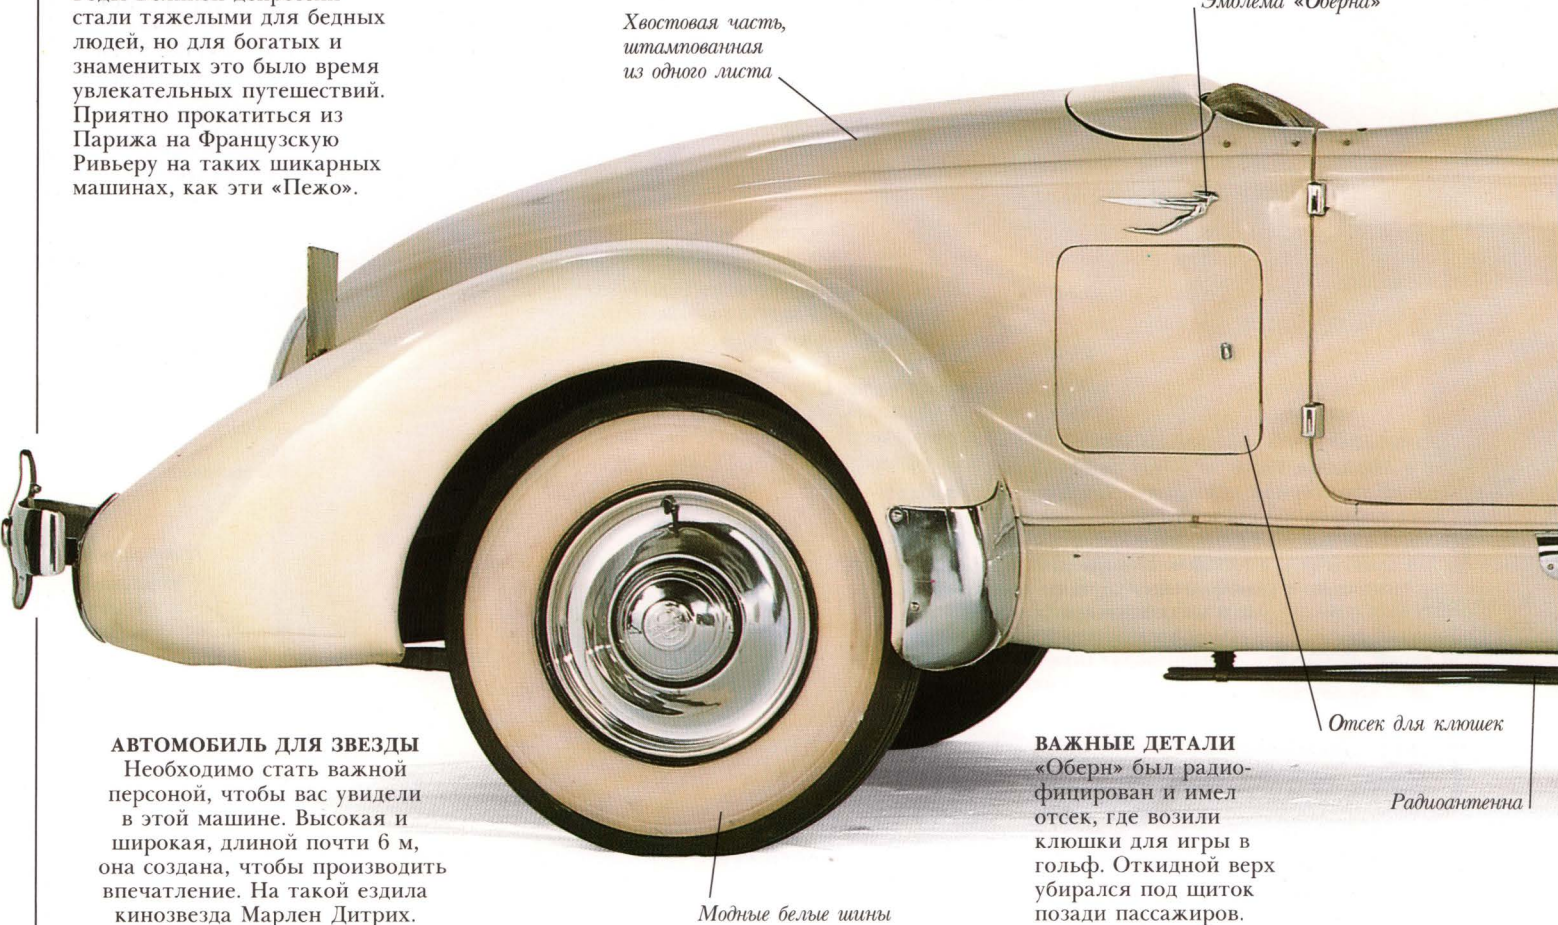 стали тяжелыми для бедных
людей, но для богатых и
знаменитых это было время
увлекательных путешествий.
Приятно прокатиться из
Парижа на Французскую
Ривьеру на таких шикарных
машинах, как эти «Пежо».
Хвостовая часть,
штампованная
из одного листа
Эмблема «Оберна»
АВТОМОБИЛЬ ДЛЯ ЗВЕЗДЫ
Необходимо стать важной
персоной, чтобы вас увидели
в этой машине. Высокая и
широкая, длиной почти 6 м,
она создана, чтобы производить
впечатление. На такой ездила
кинозвезда Марлен Дитрих.
Модные белые шины
ВАЖНЫЕ ДЕТАЛИ
«Оберн» был радио-
фицирован и имел
отсек, где возили
клюшки для игры в
гольф. Откидной верх
убирался под щиток
позади пассажиров.
Отсек для клюшек
Радиоантенна